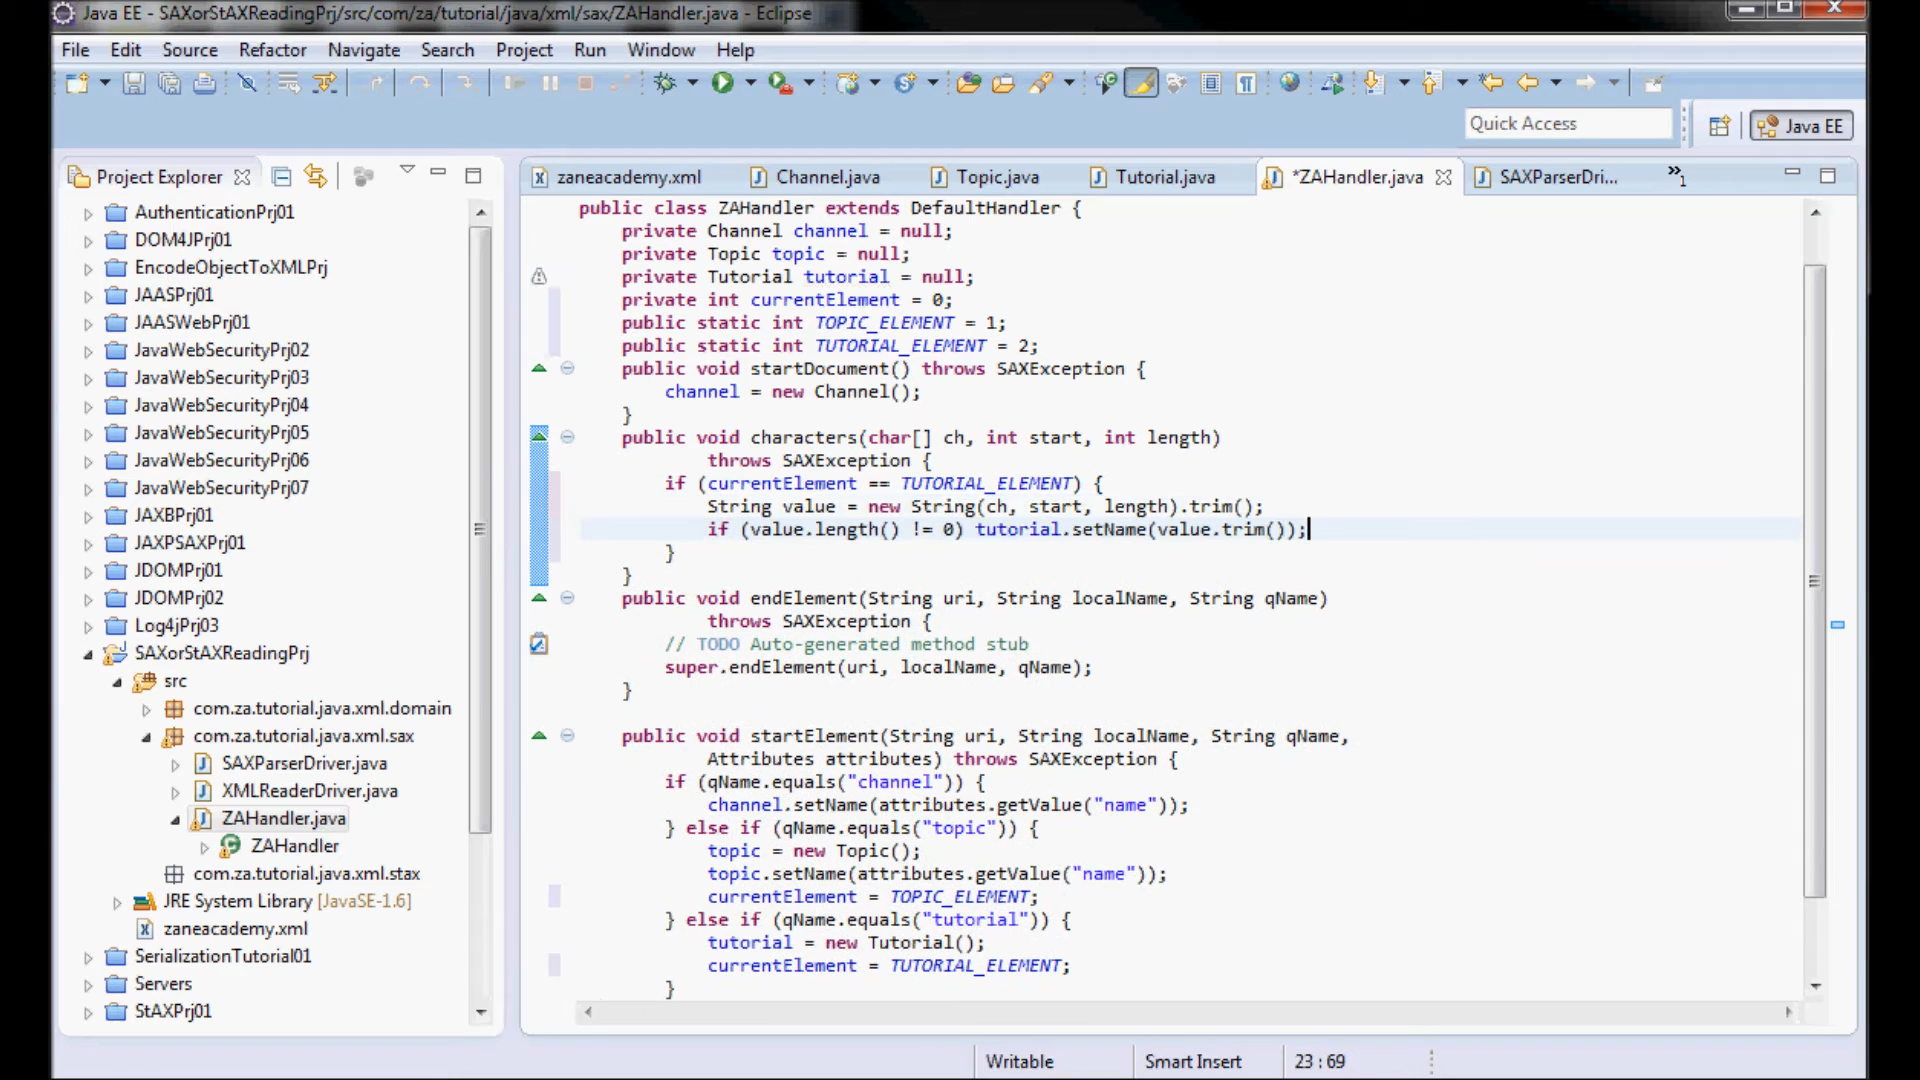 Java EE - SAXorStAXReadingPrj/src/com/za/tutorial/java/xml/sax/ZAHandler.java - Eclipse
File Edit Source Refactor Navigate Search Project Run Window Help
Quick Access
Java EE
Project Explorer
zaneacademy.xml Channel.java Topic.java Tutorial.java *ZAHandler.java SAXParserDri... »1
AuthenticationPrj01
DOM4JPrj01
EncodeObjectToXMLPrj
JAASPrj01
JAASWebPrj01
JavaWebSecurityPrj02
JavaWebSecurityPrj03
JavaWebSecurityPrj04
JavaWebSecurityPrj05
JavaWebSecurityPrj06
JavaWebSecurityPrj07
JAXBPrj01
JAXPSAXPrj01
JDOMPrj01
JDOMPrj02
Log4jPrj03
SAXorStAXReadingPrj
src
com.za.tutorial.java.xml.domain
com.za.tutorial.java.xml.sax
SAXParserDriver.java
XMLReaderDriver.java
ZAHandler.java
ZAHandler
com.za.tutorial.java.xml.stax
JRE System Library [JavaSE-1.6]
zaneacademy.xml
SerializationTutorial01
Servers
StAXPrj01
public class ZAHandler extends DefaultHandler {
private Channel channel = null;
private Topic topic = null;
private Tutorial tutorial = null;
private int currentElement = 0;
public static int TOPIC_ELEMENT = 1;
public static int TUTORIAL_ELEMENT = 2;
public void startDocument() throws SAXException {
channel = new Channel();
}
public void characters(char[] ch, int start, int length)
throws SAXException {
if (currentElement == TUTORIAL_ELEMENT) {
String value = new String(ch, start, length).trim();
if (value.length() != 0) tutorial.setName(value.trim());
}
}
public void endElement(String uri, String localName, String qName)
throws SAXException {
// TODO Auto-generated method stub
super.endElement(uri, localName, qName);
}
public void startElement(String uri, String localName, String qName,
Attributes attributes) throws SAXException {
if (qName.equals("channel")) {
channel.setName(attributes.getValue("name"));
} else if (qName.equals("topic")) {
topic = new Topic();
topic.setName(attributes.getValue("name"));
currentElement = TOPIC_ELEMENT;
} else if (qName.equals("tutorial")) {
tutorial = new Tutorial();
currentElement = TUTORIAL_ELEMENT;
}
Writable Smart Insert 23 : 69